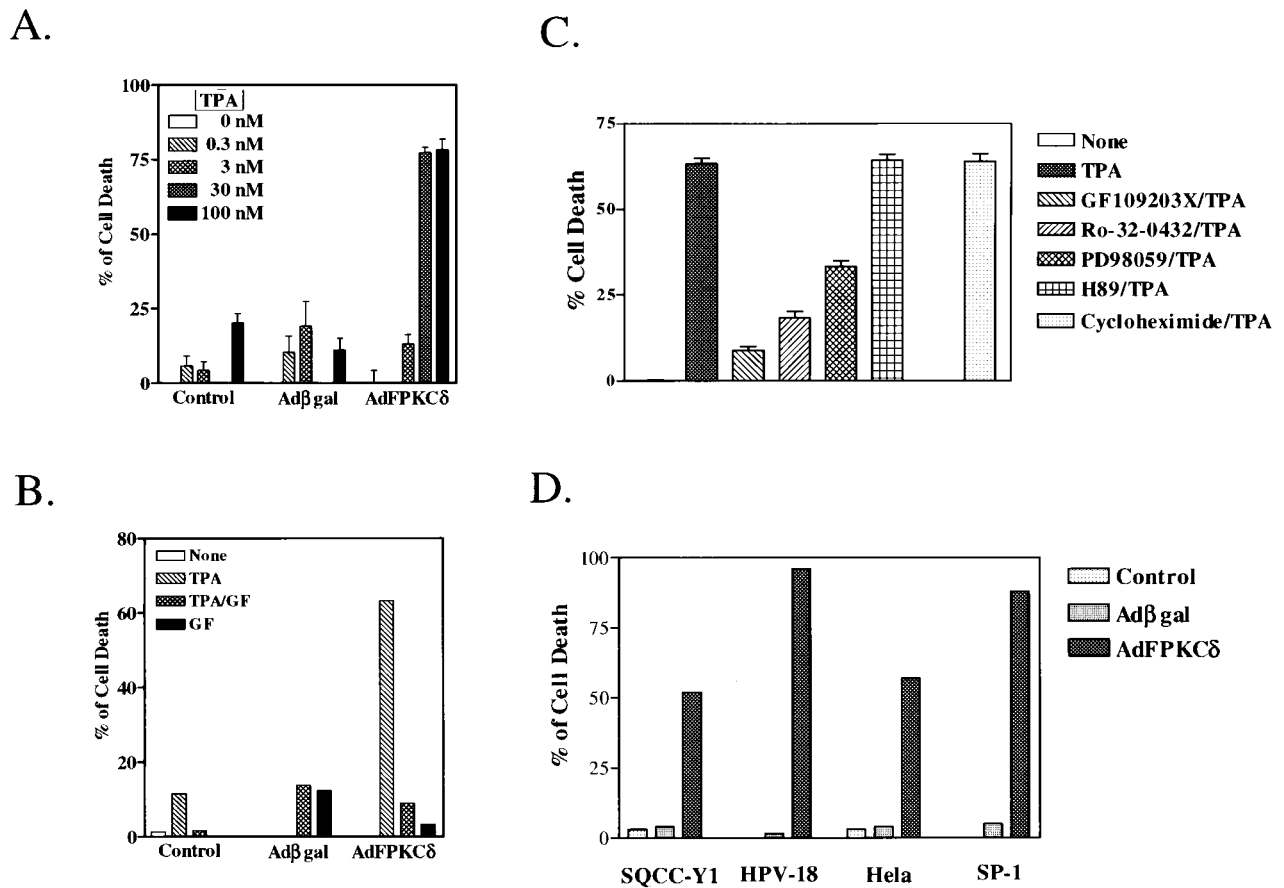 A.
% of Cell Death
100
75
50
25
0
TPA
0 nM
0.3 nM
3 nM
30 nM
100 nM
Control
Adβgal
AdFPKCδ
C.
% Cell Death
75
50
25
0
None
TPA
GF109203X/TPA
Ro-32-0432/TPA
PD98059/TPA
H89/TPA
Cycloheximide/TPA
B.
% of Cell Death
80
60
40
20
0
None
TPA
TPA/GF
GF
Control
Adβgal
AdFPKCδ
D.
% of Cell Death
100
75
50
25
0
Control
Adβgal
AdFPKCδ
SQCC-Y1
HPV-18
Hela
SP-1